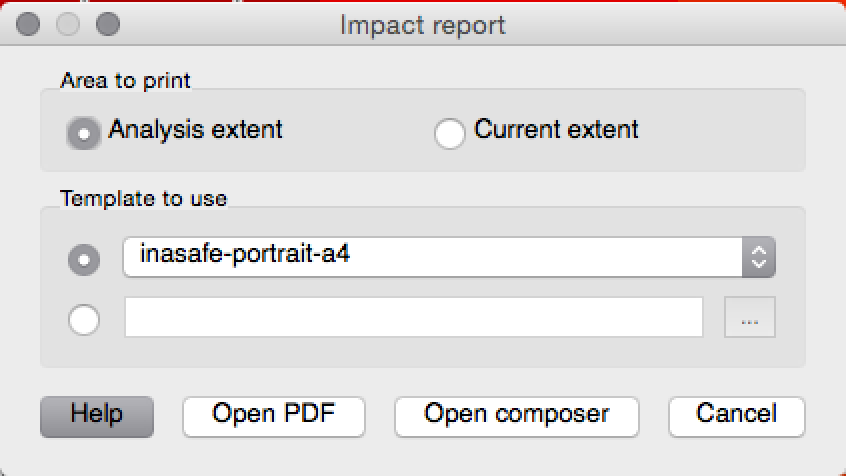 Impact report
Area to print
Analysis extent Current extent
Template to use
inasafe-portrait-a4
...
Help Open PDF Open composer Cancel